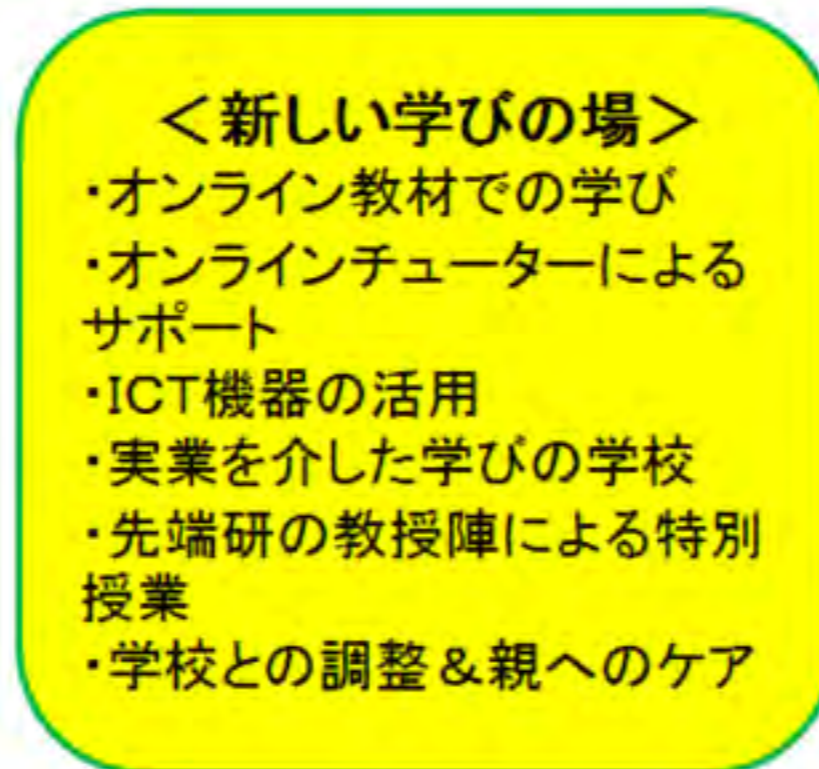 ＜新しい学びの場＞
・オンライン教材での学び
・オンラインチューターによる
サポート
・ICT機器の活用
・実業を介した学びの学校
・先端研の教授陣による特別
授業
・学校との調整＆親へのケア